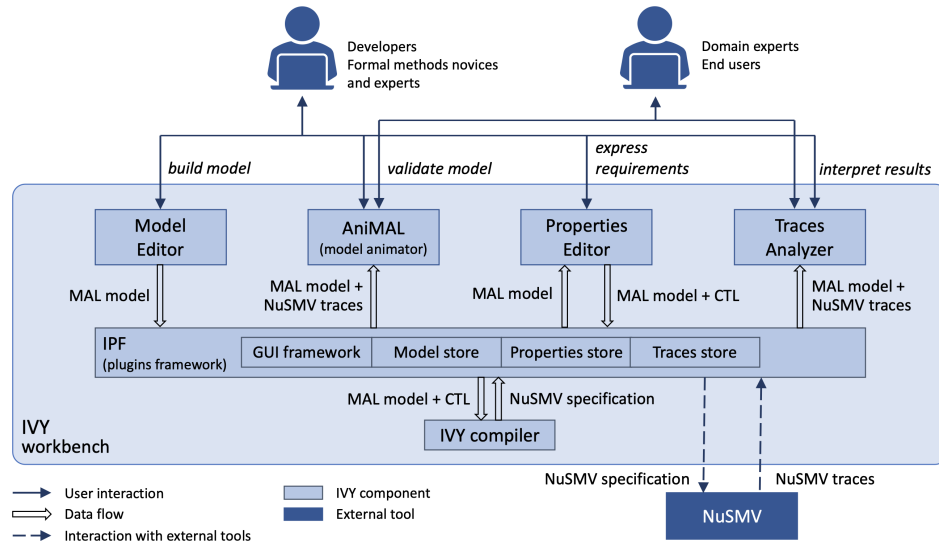 Developers
Formal methods novices
and experts
Domain experts
End users
build model
validate model
express
requirements
interpret results
Model
Editor
AniMAL
(model animator)
Properties
Editor
Traces
Analyzer
MAL model
MAL model +
NuSMV traces
MAL model
MAL model + CTL
MAL model +
NuSMV traces
IPF
(plugins framework)
GUI framework
Model store
Properties store
Traces store
MAL model + CTL
NuSMV specification
IVY compiler
IVY
workbench
NuSMV specification
NuSMV traces
NuSMV
User interaction
Data flow
Interaction with external tools
IVY component
External tool